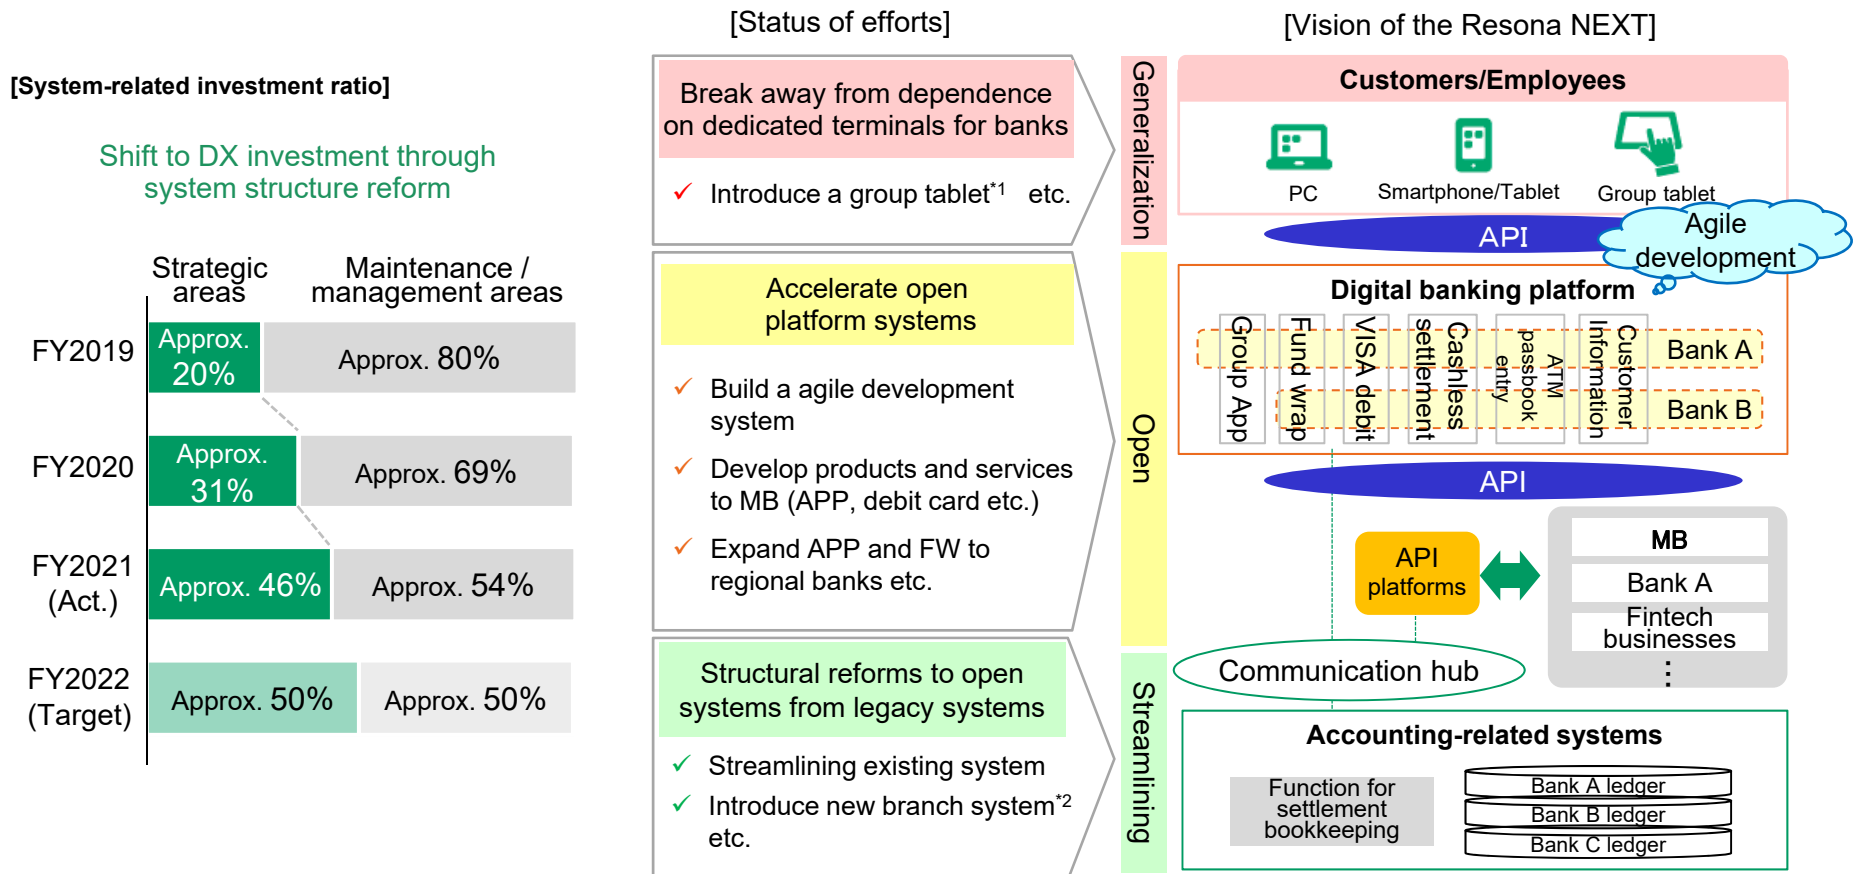 [System-related investment ratio]
Shift to DX investment through
system structure reform
Strategic
areas
Maintenance /
management areas
FY2019
Approx.
20%
Approx. 80%
FY2020
Approx.
31%
Approx. 69%
FY2021
(Act.)
Approx. 46%
Approx. 54%
FY2022
(Target)
Approx. 50%
Approx. 50%
[Status of efforts]
Break away from dependence
on dedicated terminals for banks
✓ Introduce a group tablet*1 etc.
Accelerate open
platform systems
✓ Build a agile development
system
✓ Develop products and services
to MB (APP, debit card etc.)
✓ Expand APP and FW to
regional banks etc.
Structural reforms to open
systems from legacy systems
✓ Streamlining existing system
✓ Introduce new branch system*2
etc.
[Vision of the Resona NEXT]
Generalization
Open
Streamlining
Customers/Employees
PC
Smartphone/Tablet
Group tablet
API
Agile
development
Digital banking platform
Group App
Fund wrap
VISA debit
Cashless
settlement
ATM
passbook
entry
Customer
Information
Bank A
Bank B
API
API
platforms
MB
Bank A
Fintech
businesses
⋮
Communication hub
Accounting-related systems
Function for
settlement
bookkeeping
Bank A ledger
Bank B ledger
Bank C ledger